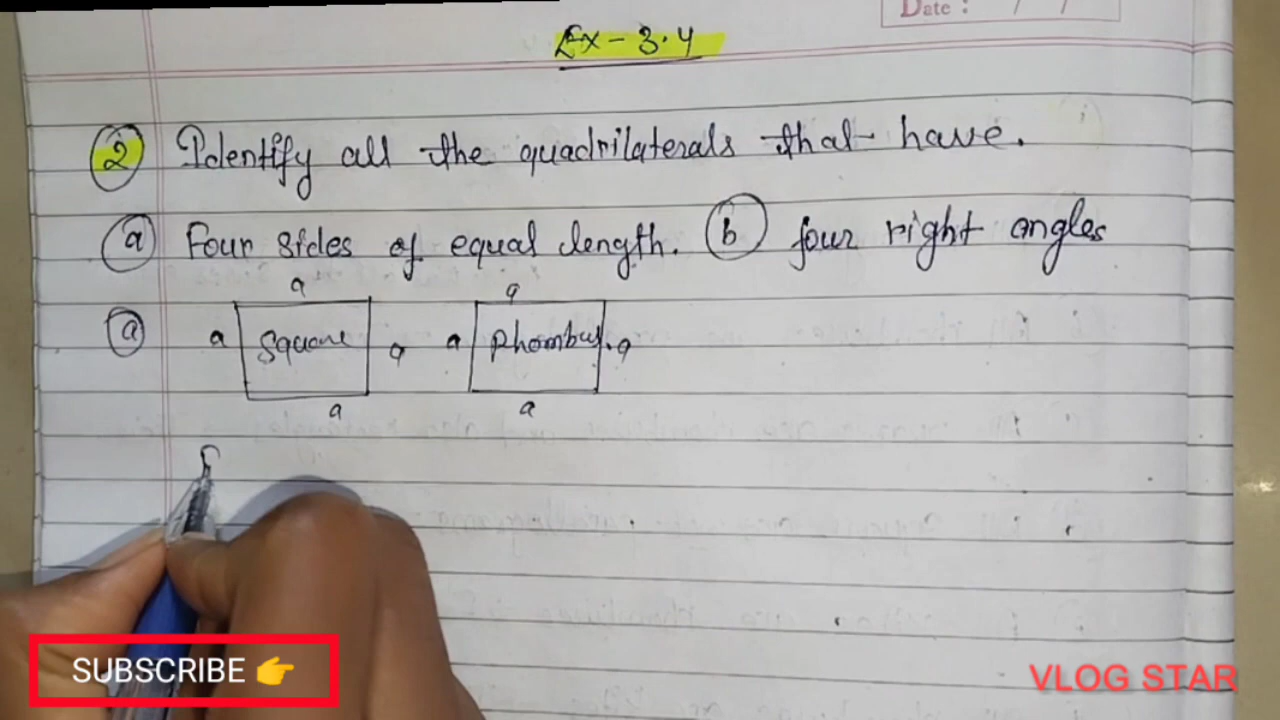 Date : / /
Ex - 3.4
② Identify all the quadrilaterals that have.
ⓐ Four sides of equal length. ⓑ four right angles
a a
ⓐ a Square a a Rhombus. a
a a
SUBSCRIBE 👉
VLOG STAR